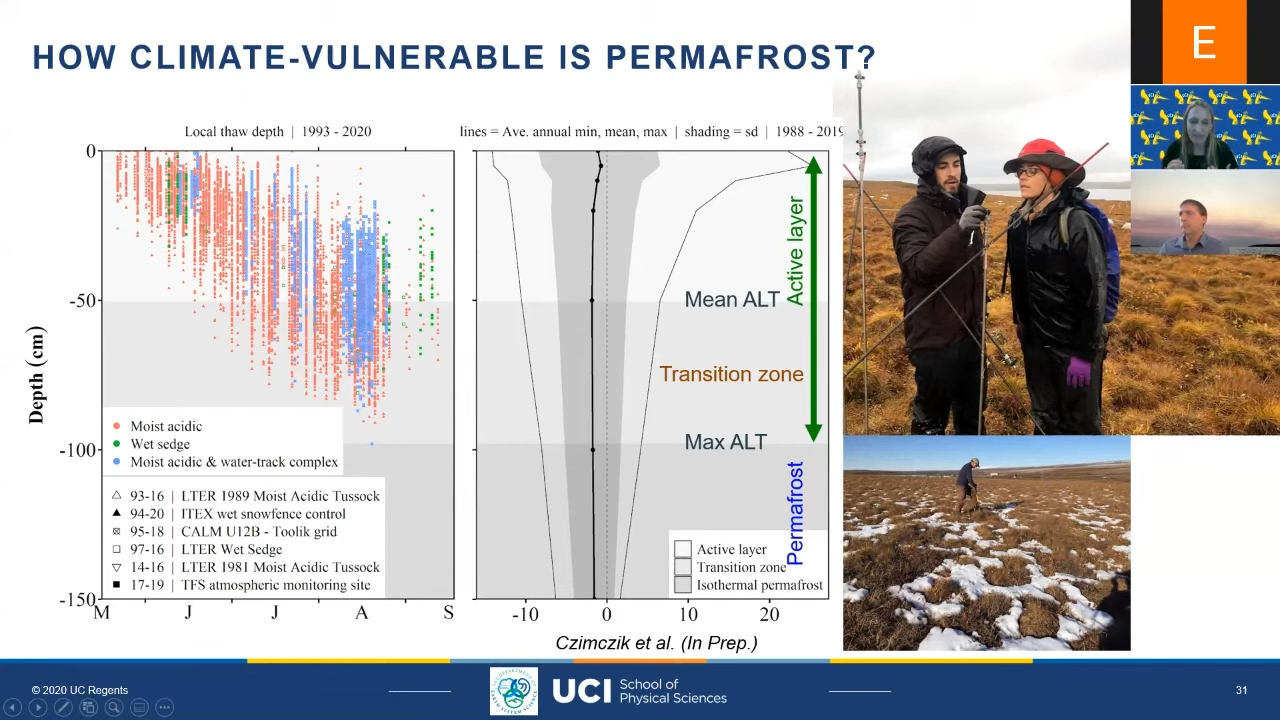 HOW CLIMATE-VULNERABLE IS PERMAFROST?
E
Local thaw depth | 1993 - 2020
lines = Ave. annual min, mean, max | shading = sd | 1988 - 2019
0
-50
-100
-150
Depth (cm)
M J J A S
Moist acidic
Wet sedge
Moist acidic & water-track complex
93-16 | LTER 1989 Moist Acidic Tussock
94-20 | ITEX wet snowfence control
95-18 | CALM U12B - Toolik grid
97-16 | LTER Wet Sedge
14-16 | LTER 1981 Moist Acidic Tussock
17-19 | TFS atmospheric monitoring site
Active layer
Mean ALT
Transition zone
Max ALT
Permafrost
Active layer
Transition zone
Isothermal permafrost
-10 0 10 20
Czimczik et al. (In Prep.)
© 2020 UC Regents
UCI School of
Physical Sciences
31